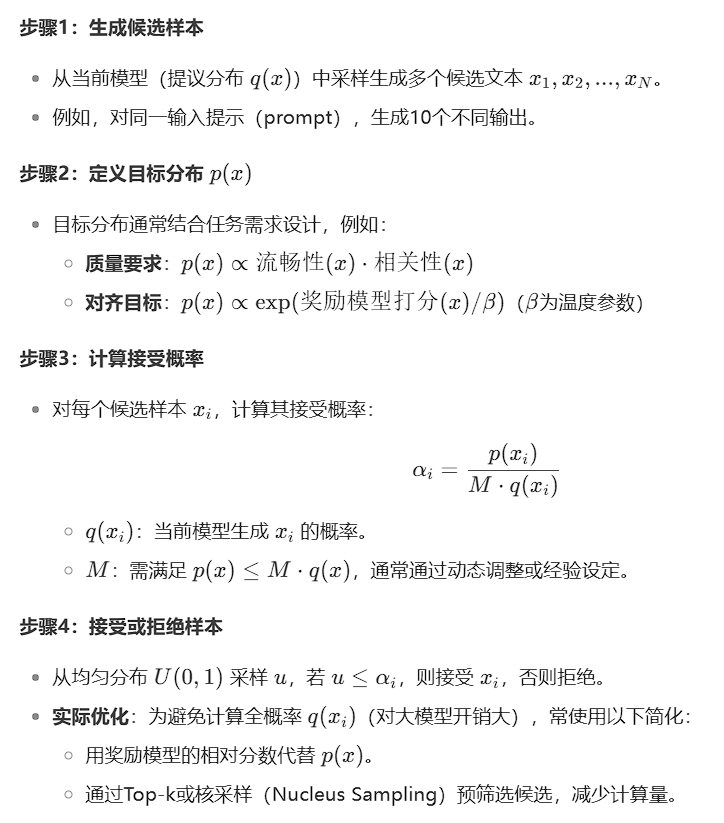 步骤1：生成候选样本
从当前模型（提议分布 q(x)）中采样生成多个候选文本 x₁, x₂, ..., x_N。
例如，对同一输入提示（prompt），生成10个不同输出。
步骤2：定义目标分布 p(x)
目标分布通常结合任务需求设计，例如：
质量要求：p(x) ∝ 流畅性(x) · 相关性(x)
对齐目标：p(x) ∝ exp(奖励模型打分(x)/β)（β为温度参数）
步骤3：计算接受概率
对每个候选样本 xᵢ，计算其接受概率：
αᵢ = p(xᵢ) / (M · q(xᵢ))
q(xᵢ)：当前模型生成 xᵢ 的概率。
M：需满足 p(x) ≤ M · q(x)，通常通过动态调整或经验设定。
步骤4：接受或拒绝样本
从均匀分布 U(0, 1) 采样 u，若 u ≤ αᵢ，则接受 xᵢ，否则拒绝。
实际优化：为避免计算全概率 q(xᵢ)（对大模型开销大），常使用以下简化：
用奖励模型的相对分数代替 p(x)。
通过Top-k或核采样（Nucleus Sampling）预筛选候选，减少计算量。